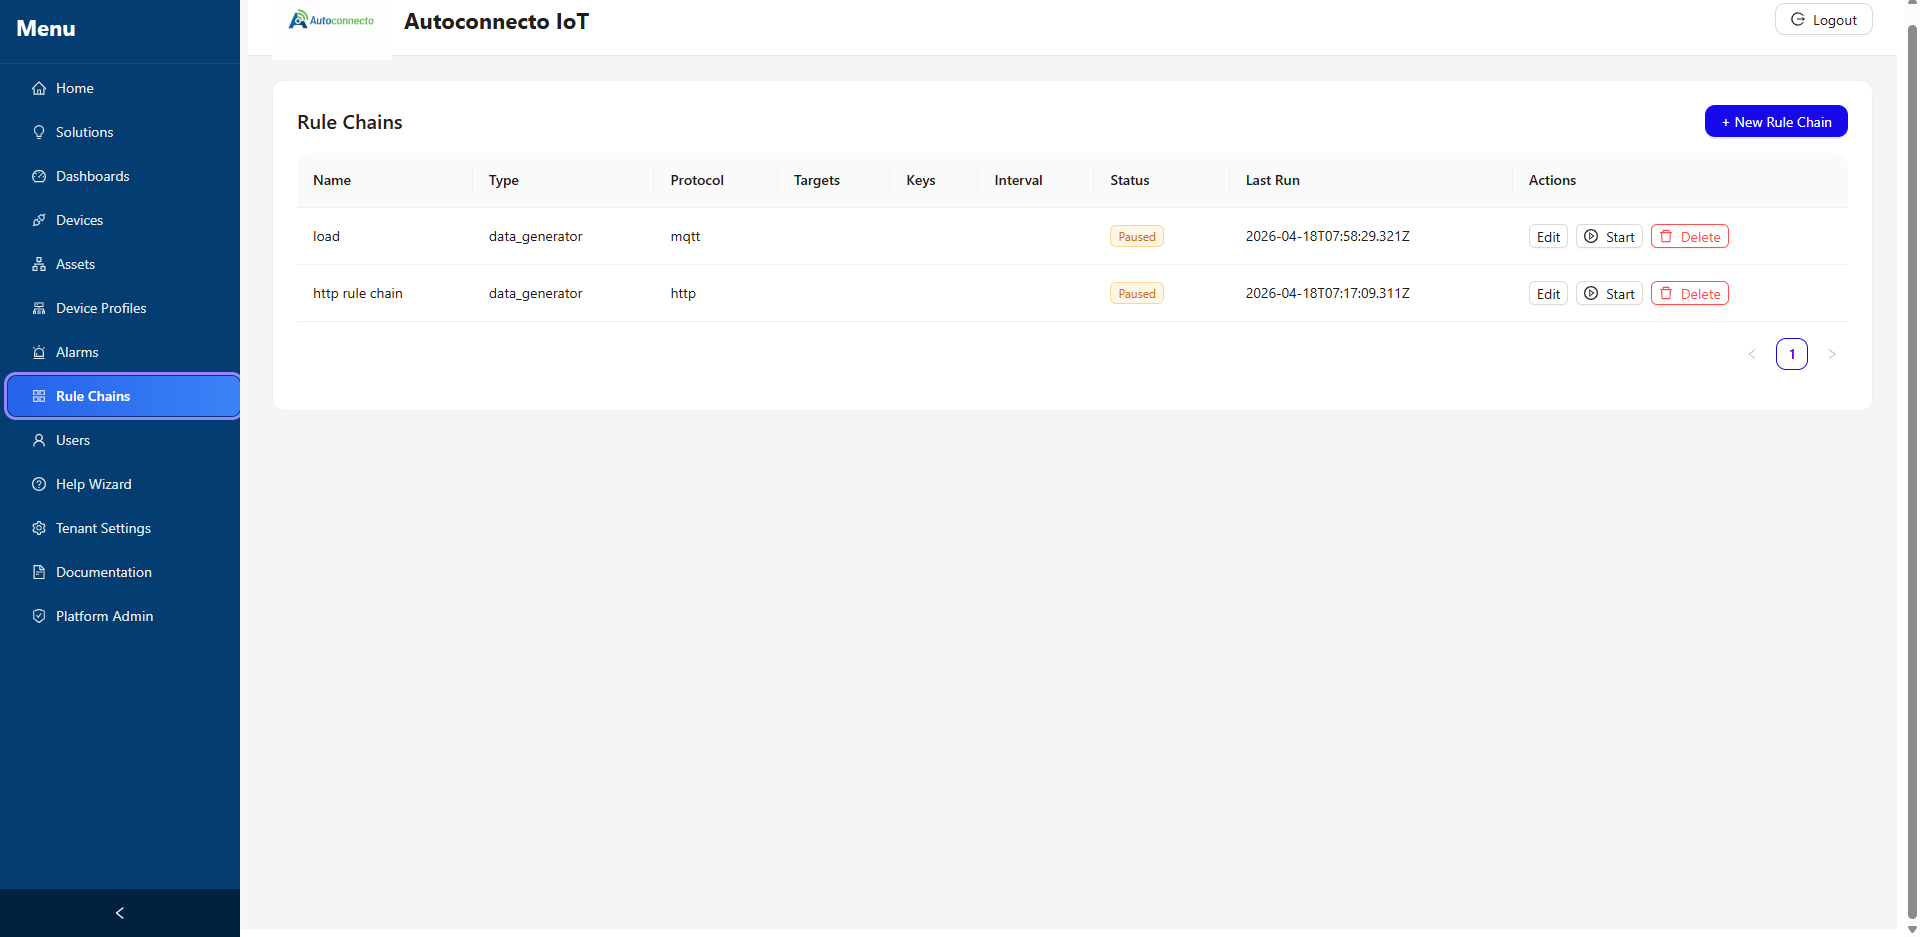 Menu
Home
Solutions
Dashboards
Devices
Assets
Device Profiles
Alarms
Rule Chains
Users
Help Wizard
Tenant Settings
Documentation
Platform Admin
Autoconnecto
Autoconnecto IoT
Logout
Rule Chains
+ New Rule Chain
Name Type Protocol Targets Keys Interval Status Last Run Actions
load data_generator mqtt Paused 2026-04-18T07:58:29.321Z Edit Start Delete
http rule chain data_generator http Paused 2026-04-18T07:17:09.311Z Edit Start Delete
1